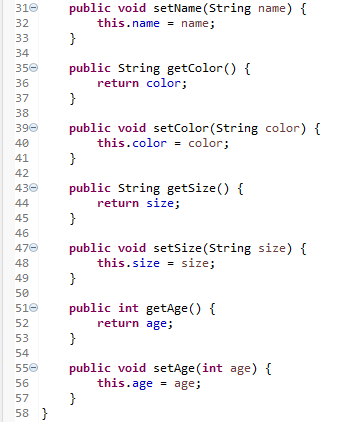 31 public void setName(String name) {
32 this.name = name;
33 }
34
35 public String getColor() {
36 return color;
37 }
38
39 public void setColor(String color) {
40 this.color = color;
41 }
42
43 public String getSize() {
44 return size;
45 }
46
47 public void setSize(String size) {
48 this.size = size;
49 }
50
51 public int getAge() {
52 return age;
53 }
54
55 public void setAge(int age) {
56 this.age = age;
57 }
58 }